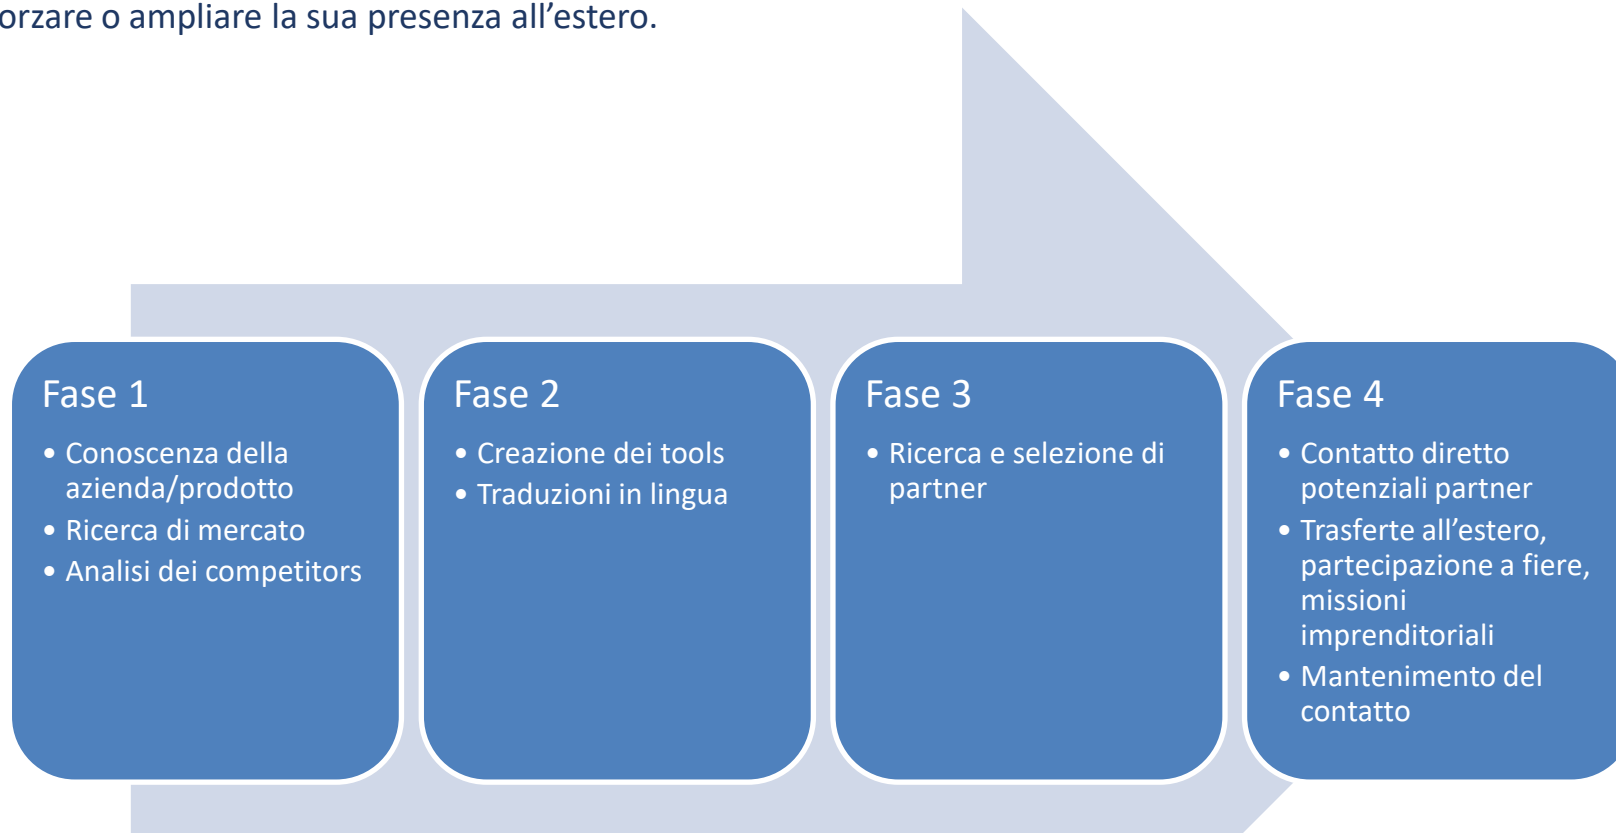 orzare o ampliare la sua presenza all’estero.
Fase 1
• Conoscenza della
azienda/prodotto
• Ricerca di mercato
• Analisi dei competitors
Fase 2
• Creazione dei tools
• Traduzioni in lingua
Fase 3
• Ricerca e selezione di
partner
Fase 4
• Contatto diretto
potenziali partner
• Trasferte all’estero,
partecipazione a fiere,
missioni
imprenditoriali
• Mantenimento del
contatto